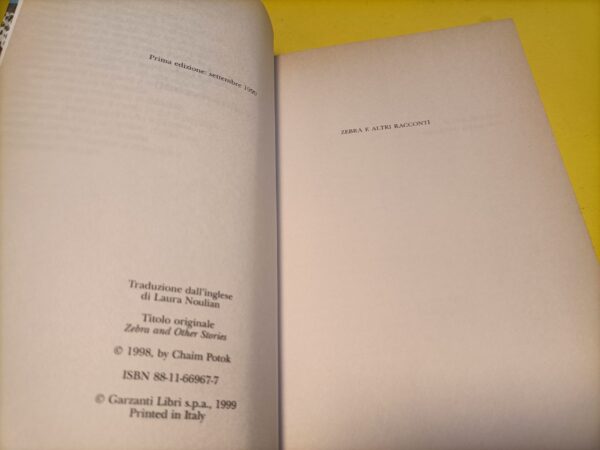 Prima edizione: settembre 1999
Traduzione dall'inglese
di Laura Noulian
Titolo originale
Zebra and Other Stories
© 1998, by Chaim Potok
ISBN 88-11-66967-7
© Garzanti Libri s.p.a., 1999
Printed in Italy
ZEBRA E ALTRI RACCONTI